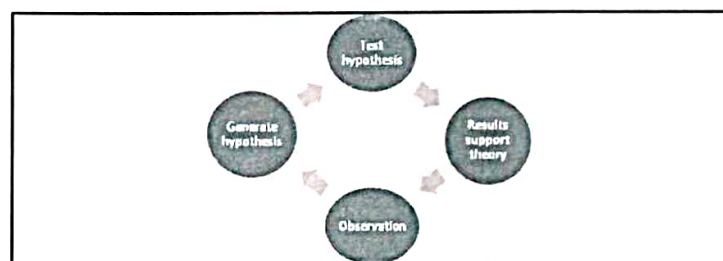 Test
hypothesis
Generate
hypothesis
Results
support
theory
Observation